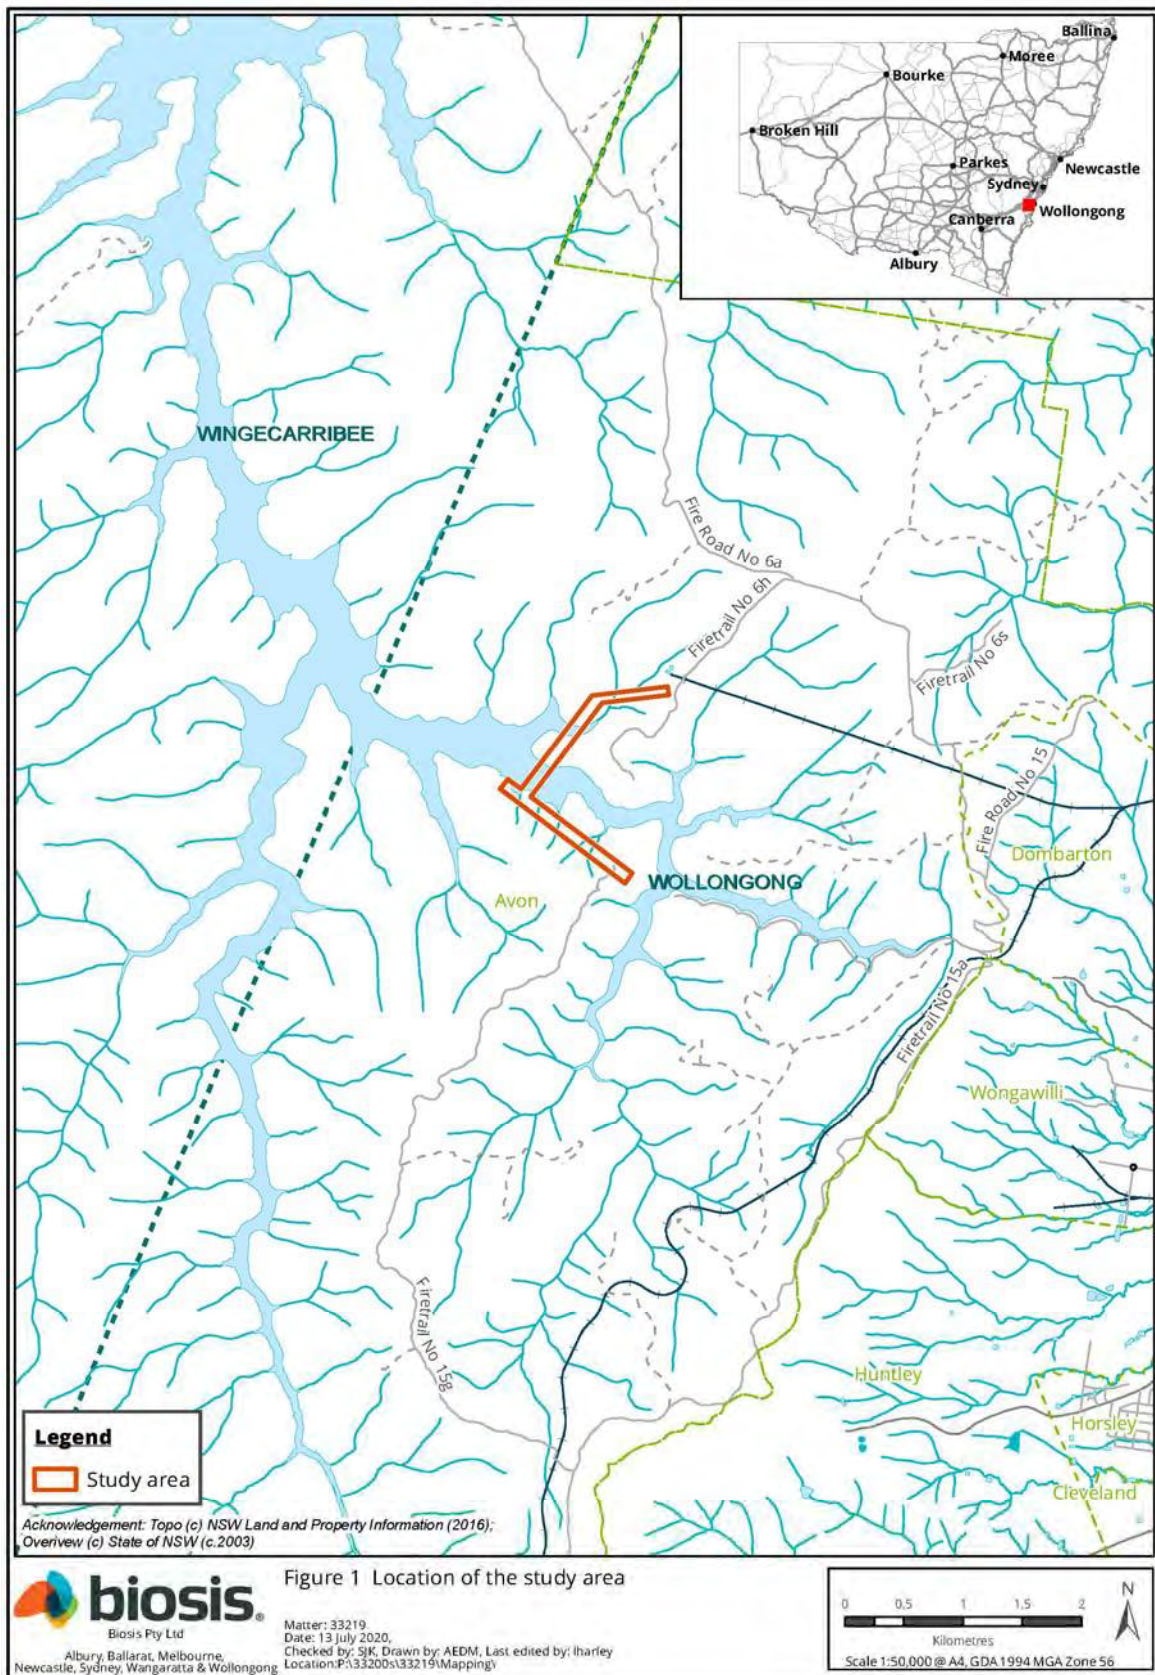 Ballina
Moree
Bourke
Broken Hill
Parkes
Newcastle
Sydney
Wollongong
Canberra
Albury
WINGECARRIBEE
Fire Road No 6a
Firetrail No 6h
Firetrail No 6s
Fire Road No 15
Dombarton
WOLLONGONG
Avon
Firetrail No 15a
Wongawilli
Firetrail No 15g
Huntley
Horsley
Cleveland
Legend
Study area
Acknowledgement: Topo (c) NSW Land and Property Information (2016);
Overivew (c) State of NSW (c.2003)
biosis®
Biosis Pty Ltd
Albury, Ballarat, Melbourne,
Newcastle, Sydney, Wangaratta & Wollongong
Figure 1 Location of the study area
Matter: 33219
Date: 13 July 2020,
Checked by: SJK, Drawn by: AEDM, Last edited by: lharley
Location:P:\33200s\33219\Mapping\
0 0.5 1 1.5 2
Kilometres
N
Scale 1:50,000 @ A4, GDA 1994 MGA Zone 56